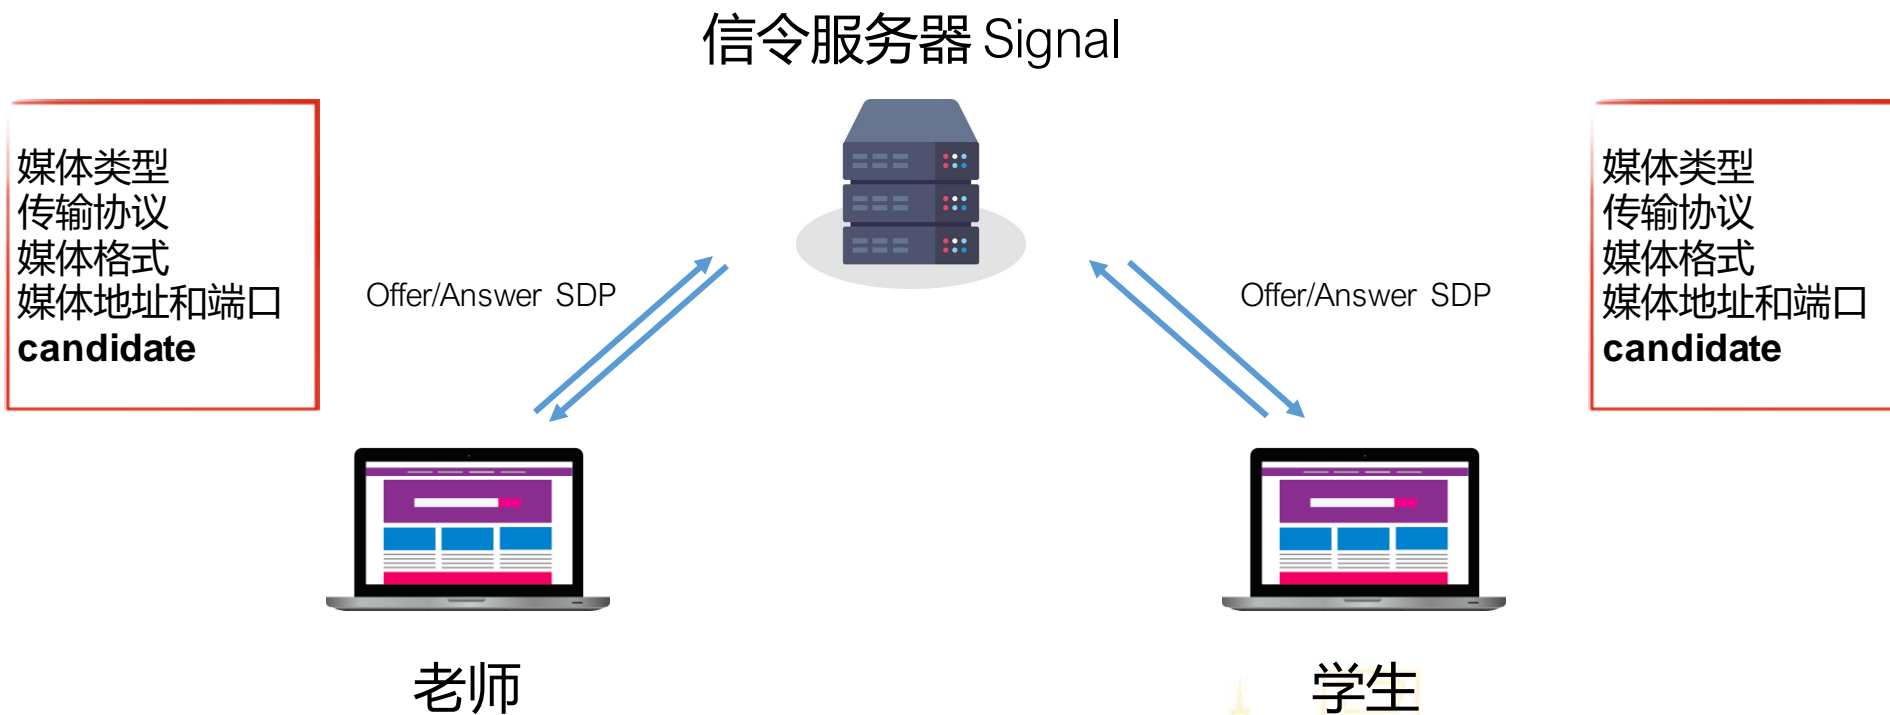 信令服务器 Signal
媒体类型
传输协议
媒体格式
媒体地址和端口
candidate
Offer/Answer SDP
Offer/Answer SDP
媒体类型
传输协议
媒体格式
媒体地址和端口
candidate
老师
学生